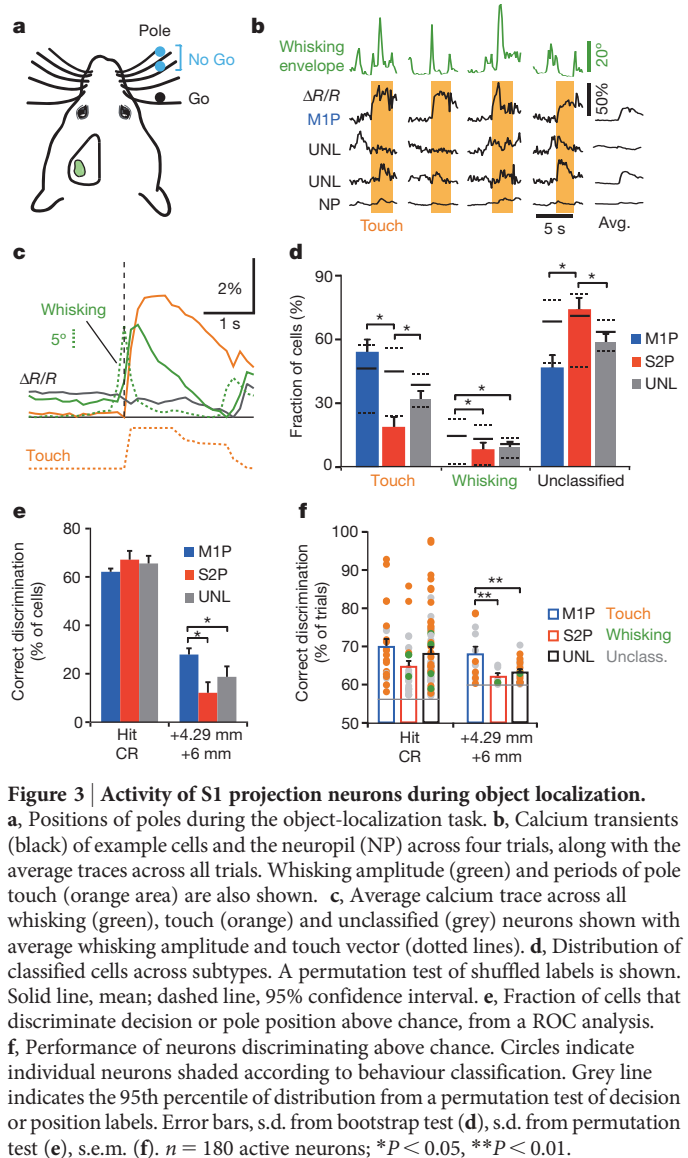 a
Pole
No Go
Go
b
Whisking
envelope
20°
ΔR/R
50%
M1P
UNL
UNL
NP
Touch
5 s
Avg.
c
2%
Whisking
1 s
5°
ΔR/R
Touch
d
90
60
30
0
Fraction of cells (%)
*
*
*
*
*
*
M1P
S2P
UNL
Touch
Whisking
Unclassified
e
80
60
40
20
0
Correct discrimination
(% of cells)
M1P
S2P
UNL
*
*
Hit
CR
+4.29 mm
+6 mm
f
100
90
80
70
60
50
Correct discrimination
(% of trials)
**
**
M1P Touch
S2P Whisking
UNL Unclass.
Hit
CR
+4.29 mm
+6 mm
Figure 3 | Activity of S1 projection neurons during object localization.
a, Positions of poles during the object-localization task. b, Calcium transients
(black) of example cells and the neuropil (NP) across four trials, along with the
average traces across all trials. Whisking amplitude (green) and periods of pole
touch (orange area) are also shown. c, Average calcium trace across all
whisking (green), touch (orange) and unclassified (grey) neurons shown with
average whisking amplitude and touch vector (dotted lines). d, Distribution of
classified cells across subtypes. A permutation test of shuffled labels is shown.
Solid line, mean; dashed line, 95% confidence interval. e, Fraction of cells that
discriminate decision or pole position above chance, from a ROC analysis.
f, Performance of neurons discriminating above chance. Circles indicate
individual neurons shaded according to behaviour classification. Grey line
indicates the 95th percentile of distribution from a permutation test of decision
or position labels. Error bars, s.d. from bootstrap test (d), s.d. from permutation
test (e), s.e.m. (f). n = 180 active neurons; *P < 0.05, **P < 0.01.